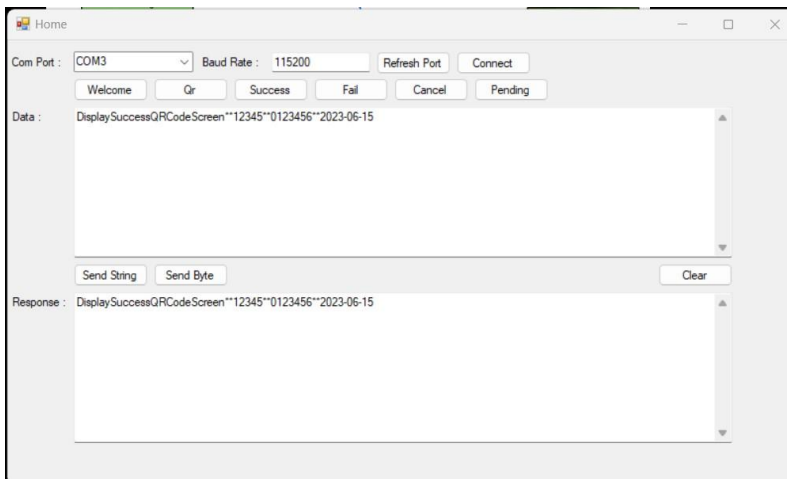 Home
Com Port : COM3 Baud Rate : 115200 Refresh Port Connect
Welcome Qr Success Fail Cancel Pending
Data : DisplaySuccessQRCodeScreen**12345**0123456**2023-06-15
Send String Send Byte Clear
Response : DisplaySuccessQRCodeScreen**12345**0123456**2023-06-15